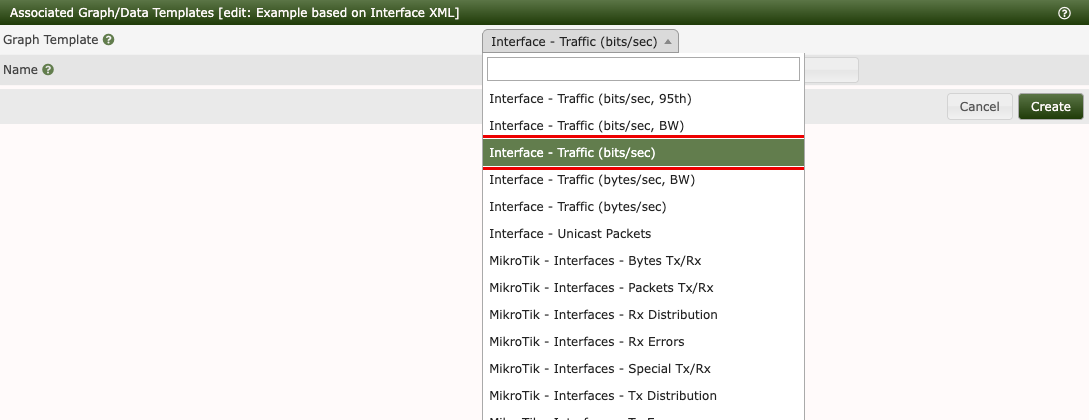 Associated Graph/Data Templates [edit: Example based on Interface XML]
Graph Template
Interface - Traffic (bits/sec)
Name
Interface - Traffic (bits/sec, 95th)
Cancel
Create
Interface - Traffic (bits/sec, BW)
Interface - Traffic (bits/sec)
Interface - Traffic (bytes/sec, BW)
Interface - Traffic (bytes/sec)
Interface - Unicast Packets
MikroTik - Interfaces - Bytes Tx/Rx
MikroTik - Interfaces - Packets Tx/Rx
MikroTik - Interfaces - Rx Distribution
MikroTik - Interfaces - Rx Errors
MikroTik - Interfaces - Special Tx/Rx
MikroTik - Interfaces - Tx Distribution